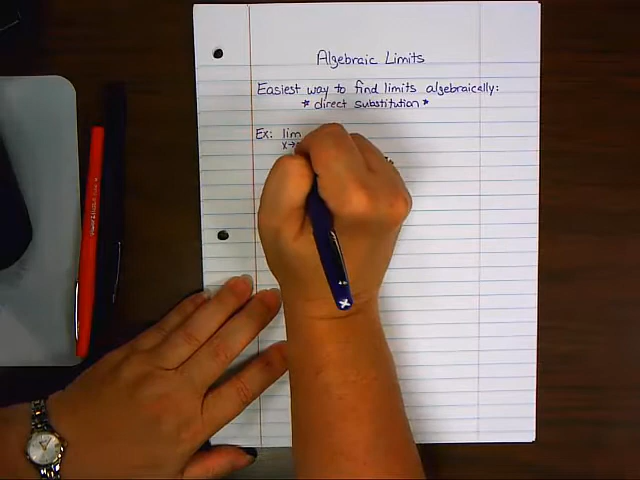 Algebraic Limits
Easiest way to find limits algebraically:
* direct substitution *
Ex: lim
x→